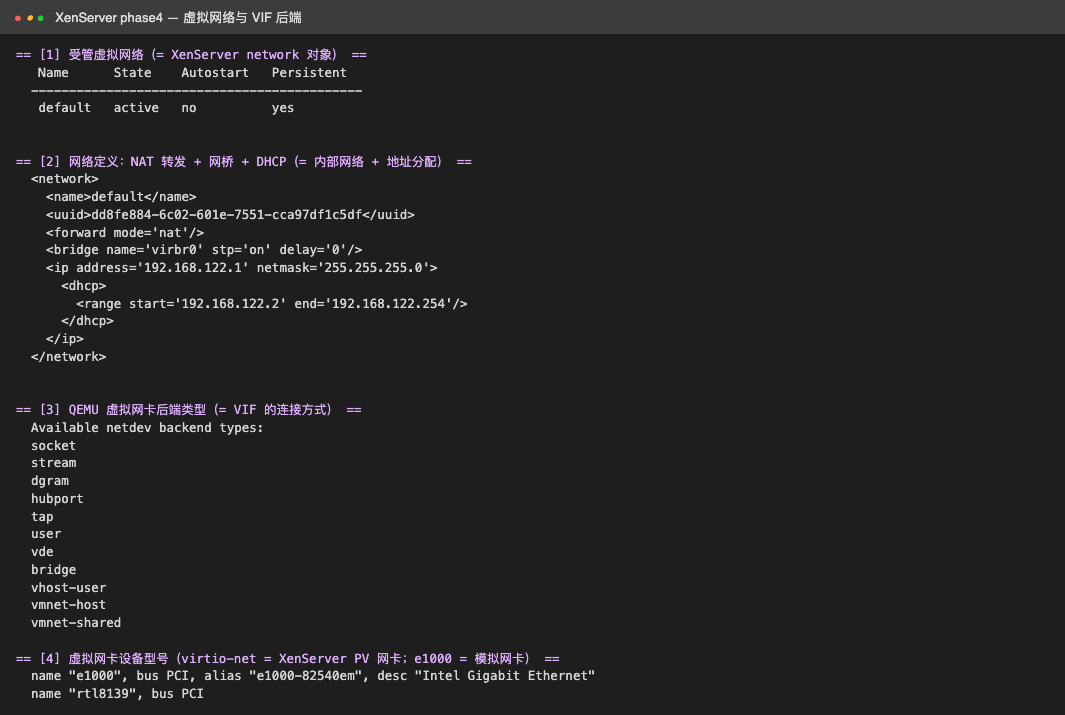 XenServer phase4 — 虚拟网络与 VIF 后端
== [1] 受管虚拟网络 (= XenServer network 对象) ==
Name State Autostart Persistent
--------------------------------------------
default active no yes
== [2] 网络定义: NAT 转发 + 网桥 + DHCP (= 内部网络 + 地址分配) ==
<network>
<name>default</name>
<uuid>dd8fe884-6c02-601e-7551-cca97df1c5df</uuid>
<forward mode='nat'/>
<bridge name='virbr0' stp='on' delay='0'/>
<ip address='192.168.122.1' netmask='255.255.255.0'>
<dhcp>
<range start='192.168.122.2' end='192.168.122.254'/>
</dhcp>
</ip>
</network>
== [3] QEMU 虚拟网卡后端类型 (= VIF 的连接方式) ==
Available netdev backend types:
socket
stream
dgram
hubport
tap
user
vde
bridge
vhost-user
vmnet-host
vmnet-shared
== [4] 虚拟网卡设备型号 (virtio-net = XenServer PV 网卡; e1000 = 模拟网卡) ==
name "e1000", bus PCI, alias "e1000-82540em", desc "Intel Gigabit Ethernet"
name "rtl8139", bus PCI